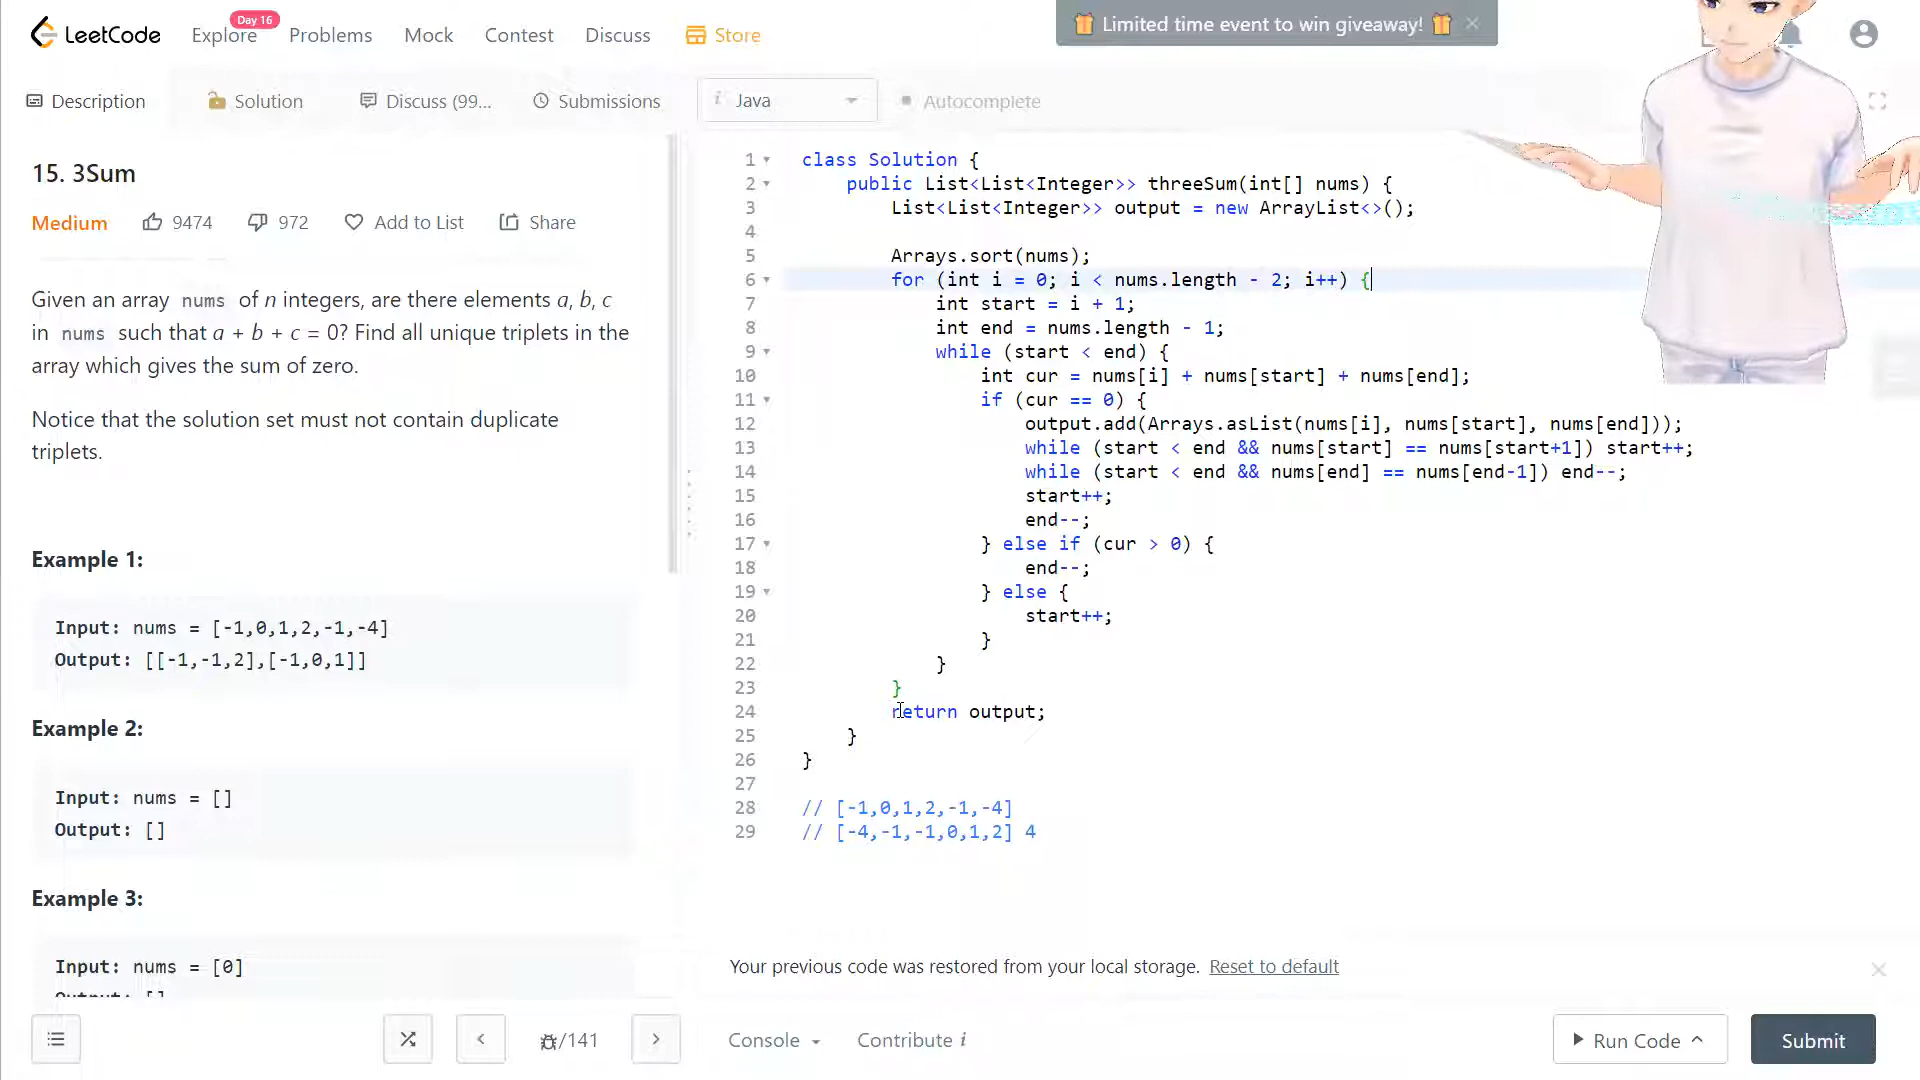 LeetCode
Day 16
Explore
Problems
Mock
Contest
Discuss
Store
Limited time event to win giveaway!
Description
Solution
Discuss (99...
Submissions
i Java
Autocomplete
15. 3Sum
Medium
9474
972
Add to List
Share
Given an array nums of n integers, are there elements a, b, c
in nums such that a + b + c = 0? Find all unique triplets in the
array which gives the sum of zero.
Notice that the solution set must not contain duplicate
triplets.
Example 1:
Input: nums = [-1,0,1,2,-1,-4]
Output: [[-1,-1,2],[-1,0,1]]
Example 2:
Input: nums = []
Output: []
Example 3:
Input: nums = [0]
1 class Solution {
2 public List<List<Integer>> threeSum(int[] nums) {
3 List<List<Integer>> output = new ArrayList<>();
4
5 Arrays.sort(nums);
6 for (int i = 0; i < nums.length - 2; i++) {
7 int start = i + 1;
8 int end = nums.length - 1;
9 while (start < end) {
10 int cur = nums[i] + nums[start] + nums[end];
11 if (cur == 0) {
12 output.add(Arrays.asList(nums[i], nums[start], nums[end]));
13 while (start < end && nums[start] == nums[start+1]) start++;
14 while (start < end && nums[end] == nums[end-1]) end--;
15 start++;
16 end--;
17 } else if (cur > 0) {
18 end--;
19 } else {
20 start++;
21 }
22 }
23 }
24 return output;
25 }
26 }
27
28 // [-1,0,1,2,-1,-4]
29 // [-4,-1,-1,0,1,2] 4
Your previous code was restored from your local storage. Reset to default
/141
Console
Contribute i
Run Code
Submit